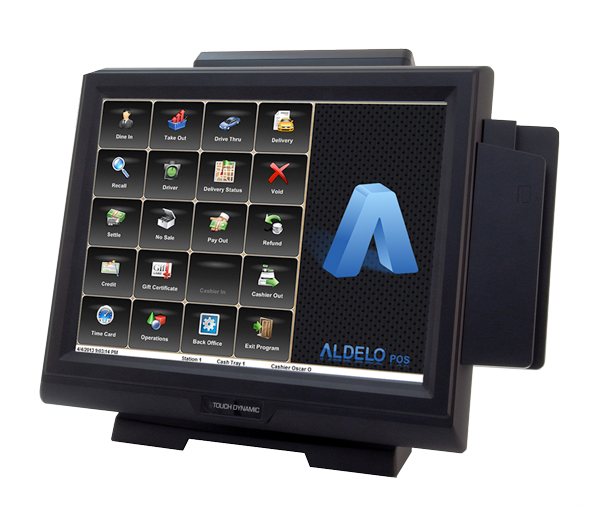 Dine In
Take Out
Drive Thru
Delivery
Recall
Driver
Delivery Status
Void
Settle
No Sale
Pay Out
Refund
Credit
Gift
Gift Certificate
Cashier In
Cashier Out
Time Card
Operations
Back Office
Exit Program
ALDELO POS
4/4/2013 9:03:14 PM
Station 1
Cash Tray 1
Cashier Oscar O
TOUCH DYNAMIC